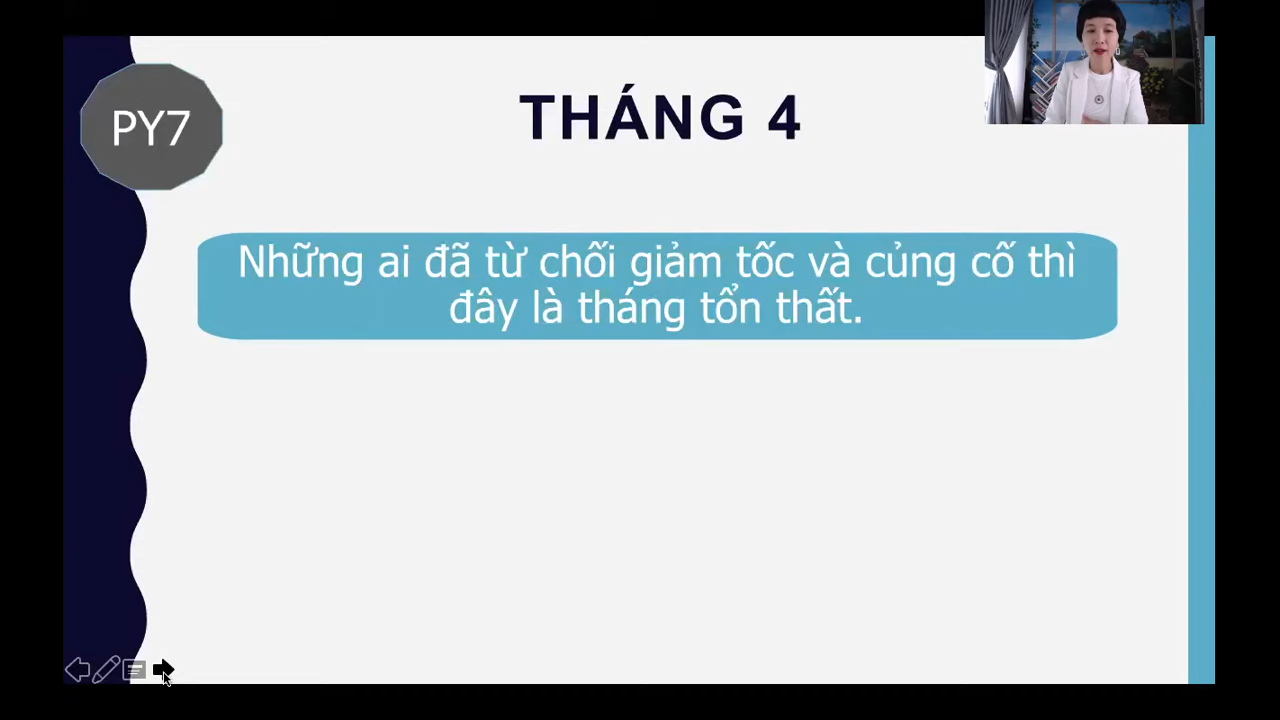 PY7
THÁNG 4
Những ai đã từ chối giảm tốc và củng cố thì
đây là tháng tổn thất.